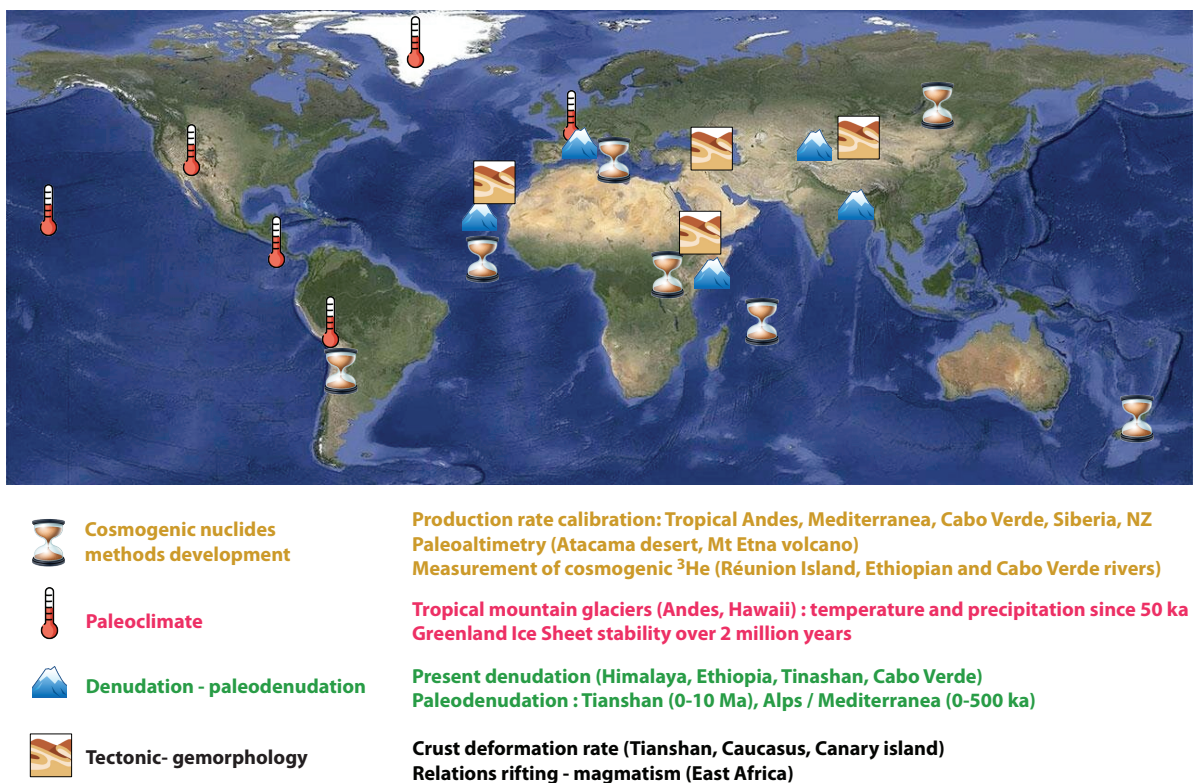 Cosmogenic nuclides
methods development
Production rate calibration: Tropical Andes, Mediterranea, Cabo Verde, Siberia, NZ
Paleoaltimetry (Atacama desert, Mt Etna volcano)
Measurement of cosmogenic ³He (Réunion Island, Ethiopian and Cabo Verde rivers)
Paleoclimate
Tropical mountain glaciers (Andes, Hawaii) : temperature and precipitation since 50 ka
Greenland Ice Sheet stability over 2 million years
Denudation - paleodenudation
Present denudation (Himalaya, Ethiopia, Tinashan, Cabo Verde)
Paleodenudation : Tianshan (0-10 Ma), Alps / Mediterranea (0-500 ka)
Tectonic- gemorphology
Crust deformation rate (Tianshan, Caucasus, Canary island)
Relations rifting - magmatism (East Africa)